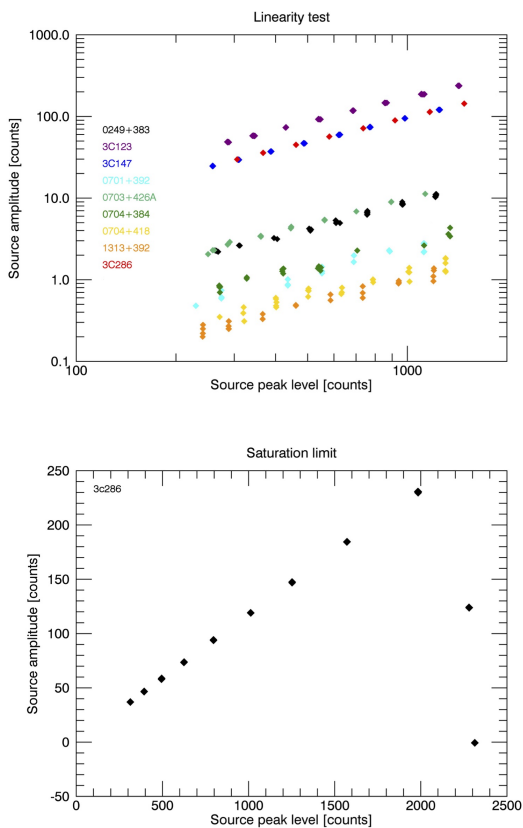 Linearity test
1000.0
100.0
10.0
1.0
0.1
Source amplitude [counts]
0249+383
3C123
3C147
0701+392
0703+426A
0704+384
0704+418
1313+392
3C286
100
1000
Source peak level [counts]
Saturation limit
250
200
150
100
50
0
-50
Source amplitude [counts]
3c286
0
500
1000
1500
2000
2500
Source peak level [counts]